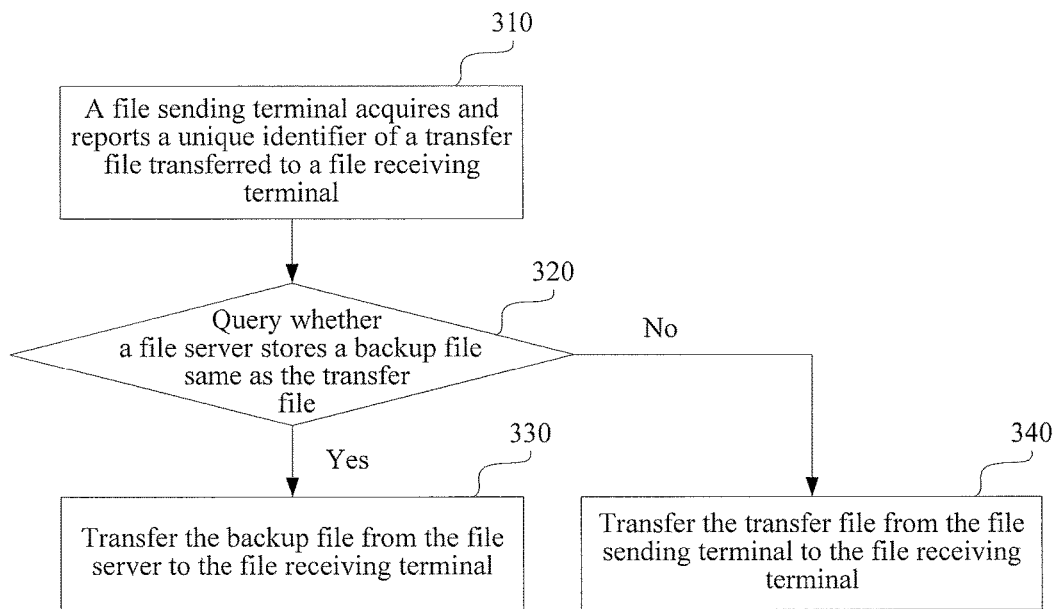 310
A file sending terminal acquires and
reports a unique identifier of a transfer
file transferred to a file receiving
terminal
320
Query whether
a file server stores a backup file
same as the transfer
file
No
Yes
330
Transfer the backup file from the file
server to the file receiving terminal
340
Transfer the transfer file from the file
sending terminal to the file receiving
terminal